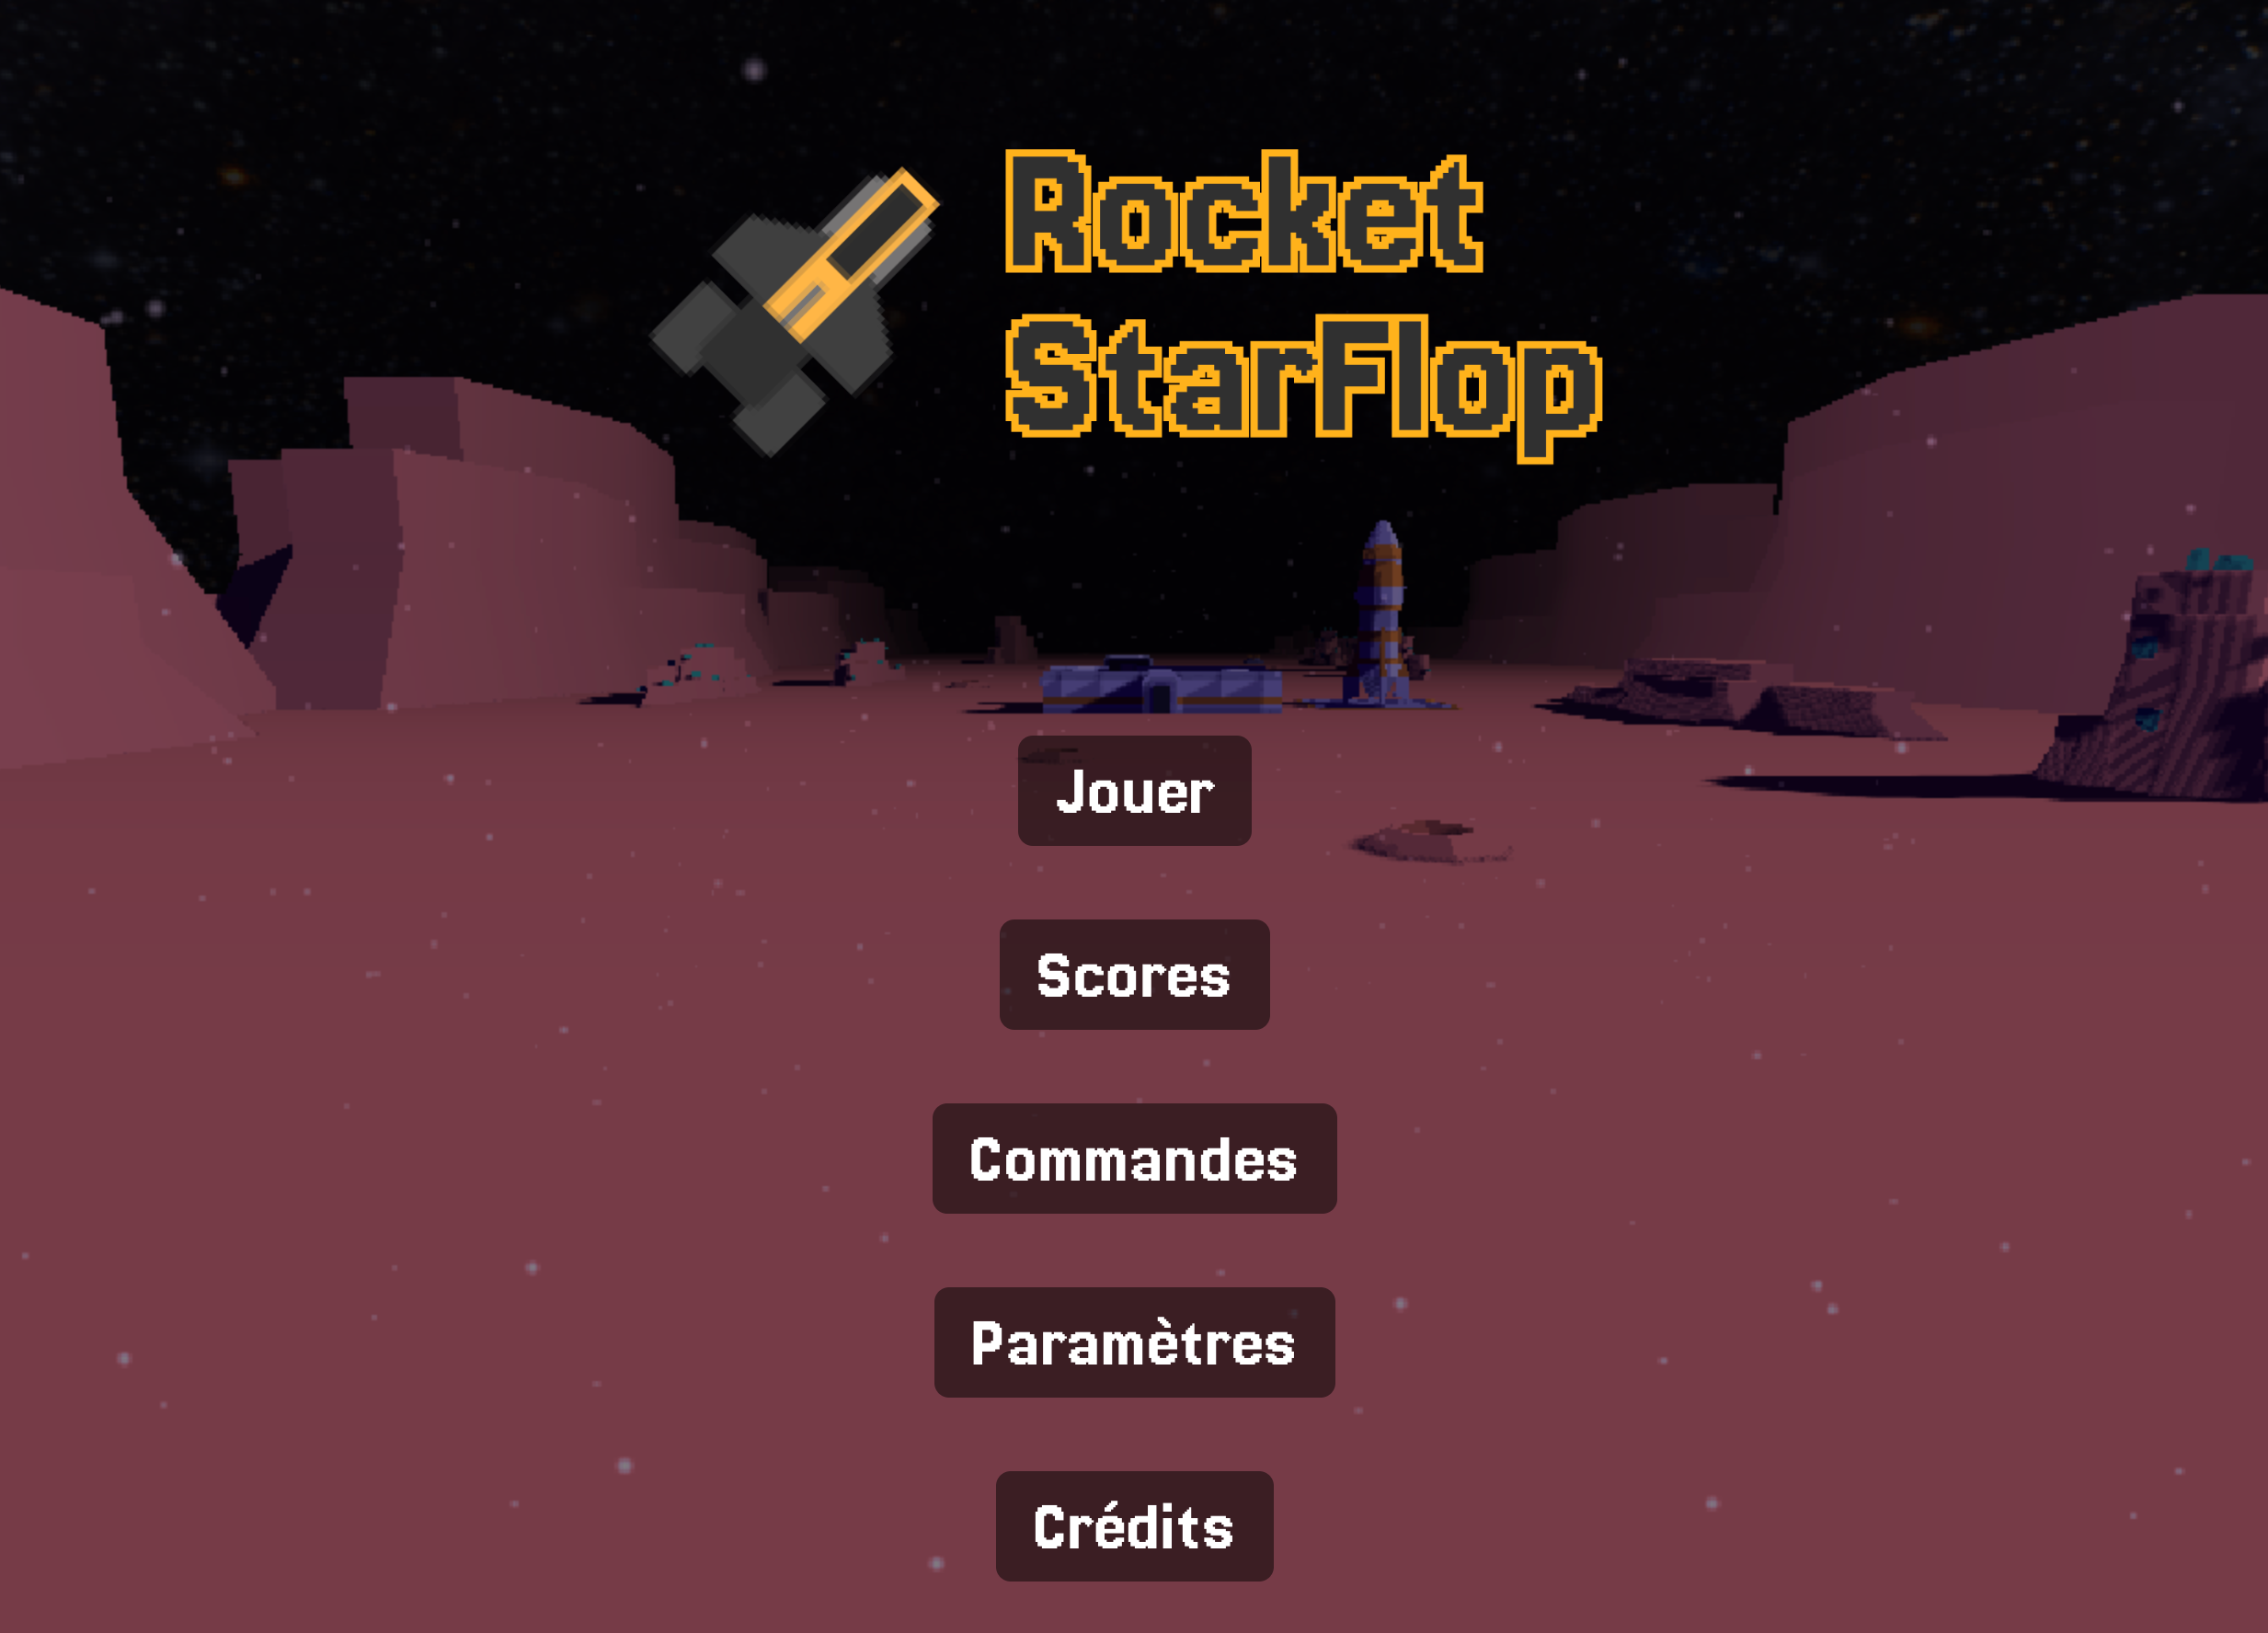 Rocket
StarFlop
Jouer
Scores
Commandes
Paramètres
Crédits